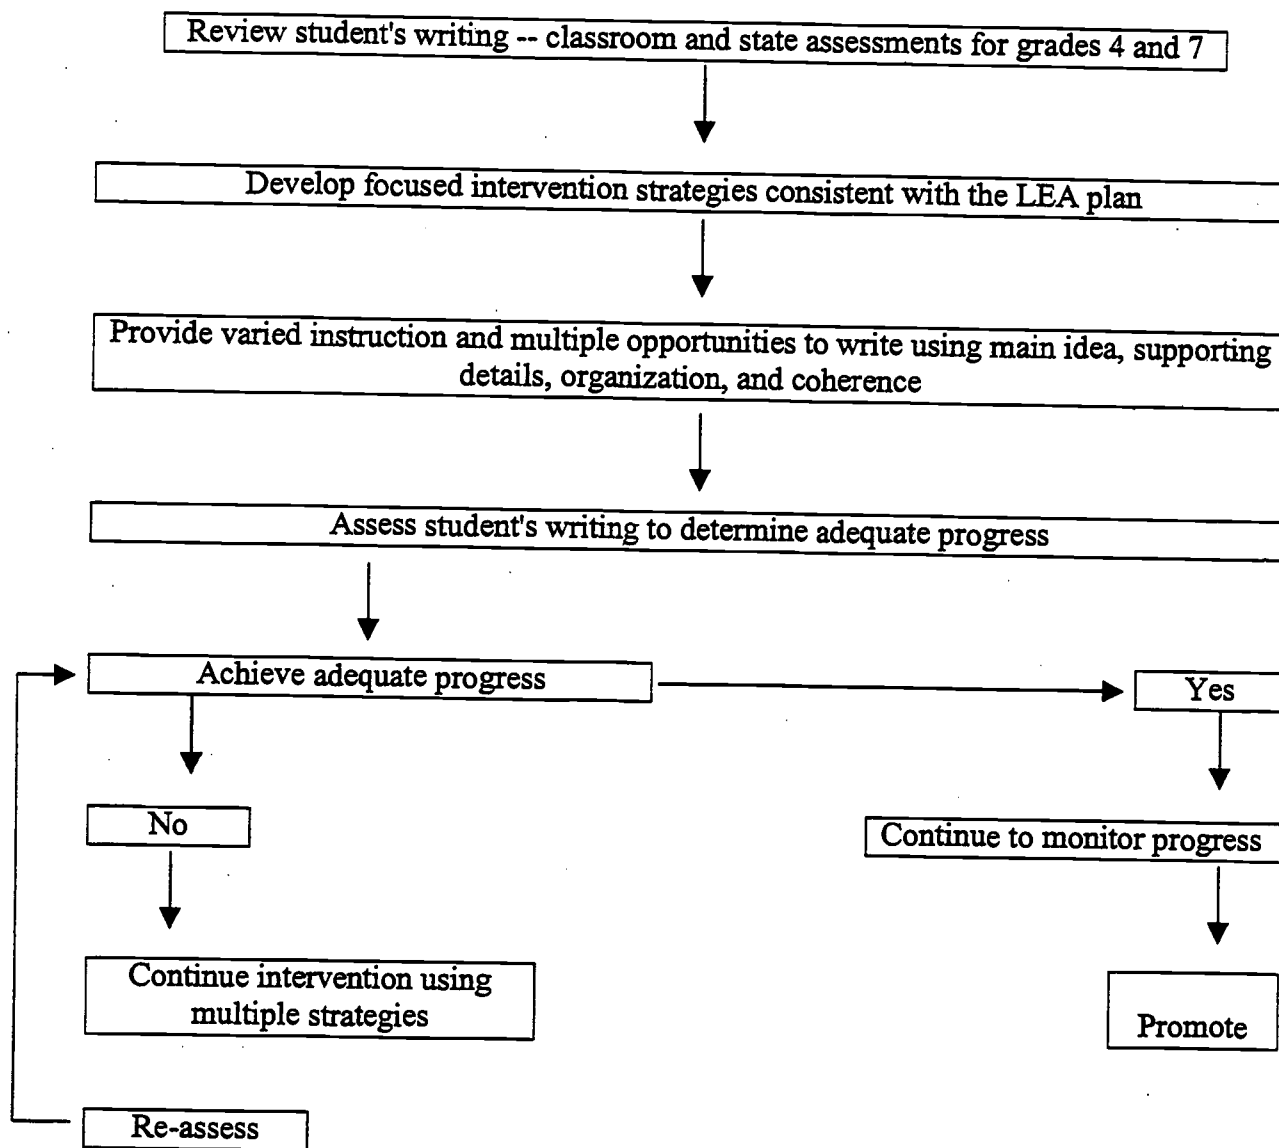 Review student's writing -- classroom and state assessments for grades 4 and 7
Develop focused intervention strategies consistent with the LEA plan
Provide varied instruction and multiple opportunities to write using main idea, supporting
details, organization, and coherence
Assess student's writing to determine adequate progress
Achieve adequate progress
Yes
No
Continue to monitor progress
Continue intervention using
multiple strategies
Promote
Re-assess